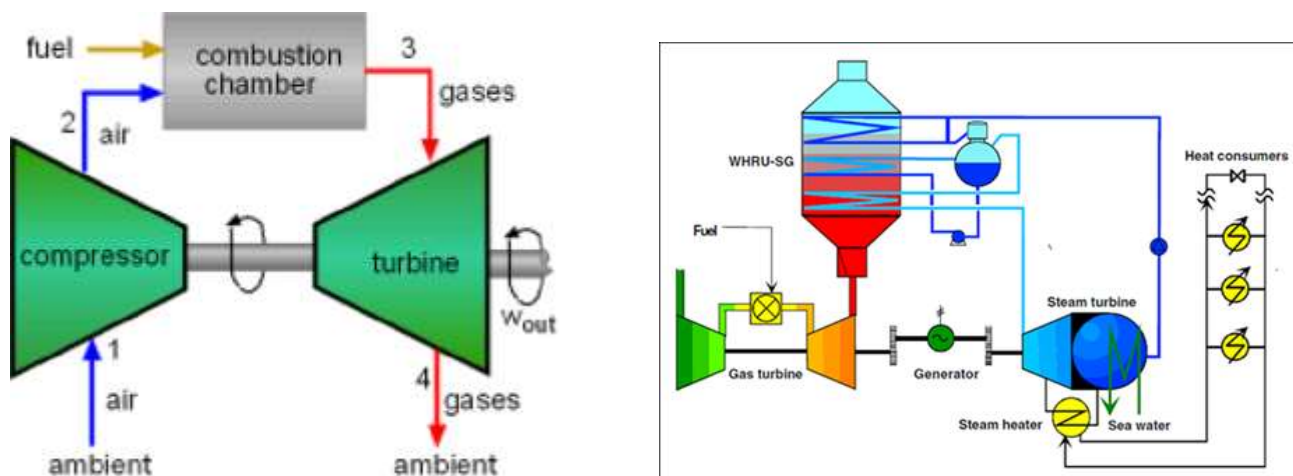 fuel
combustion
chamber
3
gases
2
air
compressor
turbine
wout
1
air
4
gases
ambient
ambient
WHRU-SG
Heat consumers
Fuel
Steam turbine
Gas turbine
Generator
Steam heater
Sea water